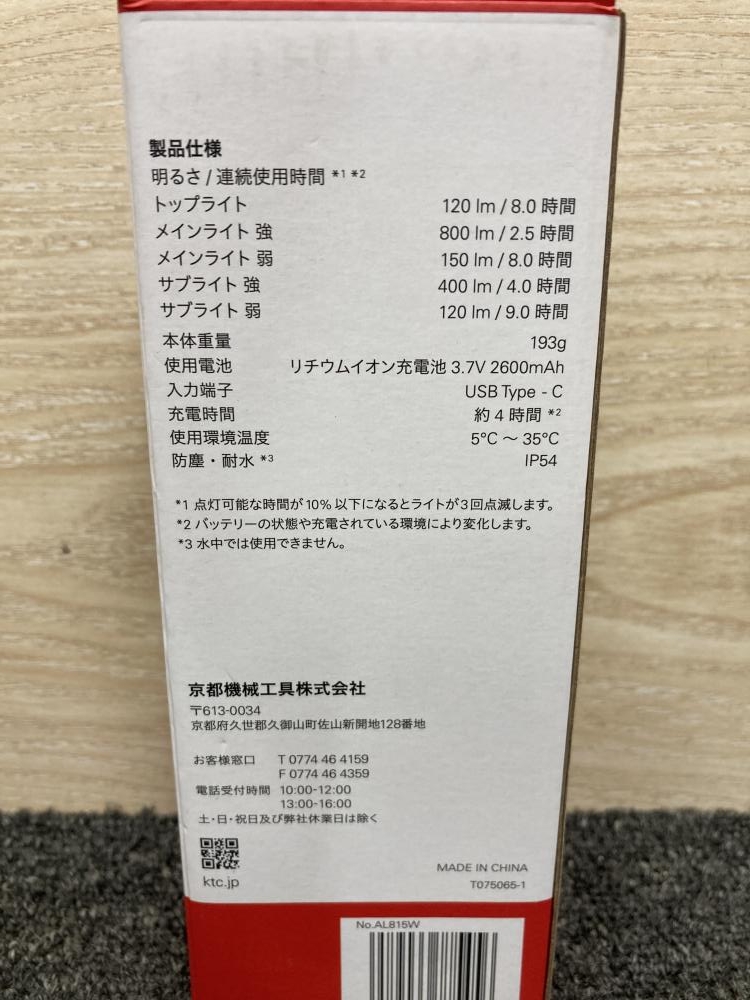 製品仕様
明るさ / 連続使用時間 *1 *2
トップライト 120 lm / 8.0 時間
メインライト 強 800 lm / 2.5 時間
メインライト 弱 150 lm / 8.0 時間
サブライト 強 400 lm / 4.0 時間
サブライト 弱 120 lm / 9.0 時間
本体重量 193g
使用電池 リチウムイオン充電池 3.7V 2600mAh
入力端子 USB Type - C
充電時間 約 4 時間 *2
使用環境温度 5°C 〜 35°C
防塵・耐水 *3 IP54
*1 点灯可能な時間が10% 以下になるとライトが3回点滅します。
*2 バッテリーの状態や充電されている環境により変化します。
*3 水中では使用できません。
京都機械工具株式会社
〒613-0034
京都府久世郡久御山町佐山新開地128番地
お客様窓口 T 0774 46 4159
F 0774 46 4359
電話受付時間 10:00-12:00
13:00-16:00
土・日・祝日及び弊社休業日は除く
ktc.jp
MADE IN CHINA
T075065-1
No.AL815W